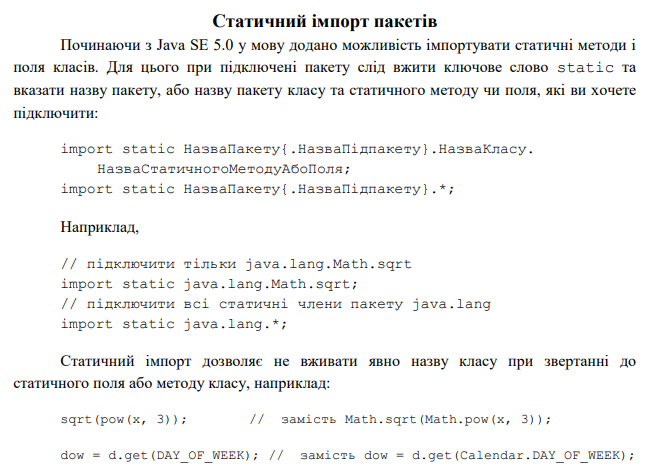 Статичний імпорт пакетів
Починаючи з Java SE 5.0 у мову додано можливість імпортувати статичні методи і
поля класів. Для цього при підключені пакету слід вжити ключове слово static та
вказати назву пакету, або назву пакету класу та статичного методу чи поля, які ви хочете
підключити:
import static НазваПакету{.НазваПідпакету}.НазваКласу.
НазваСтатичногоМетодуАбоПоля;
import static НазваПакету{.НазваПідпакету}.*;
Наприклад,
// підключити тільки java.lang.Math.sqrt
import static java.lang.Math.sqrt;
// підключити всі статичні члени пакету java.lang
import static java.lang.*;
Статичний імпорт дозволяє не вживати явно назву класу при звертанні до
статичного поля або методу класу, наприклад:
sqrt(pow(x, 3)); // замість Math.sqrt(Math.pow(x, 3));
dow = d.get(DAY_OF_WEEK); // замість dow = d.get(Calendar.DAY_OF_WEEK);